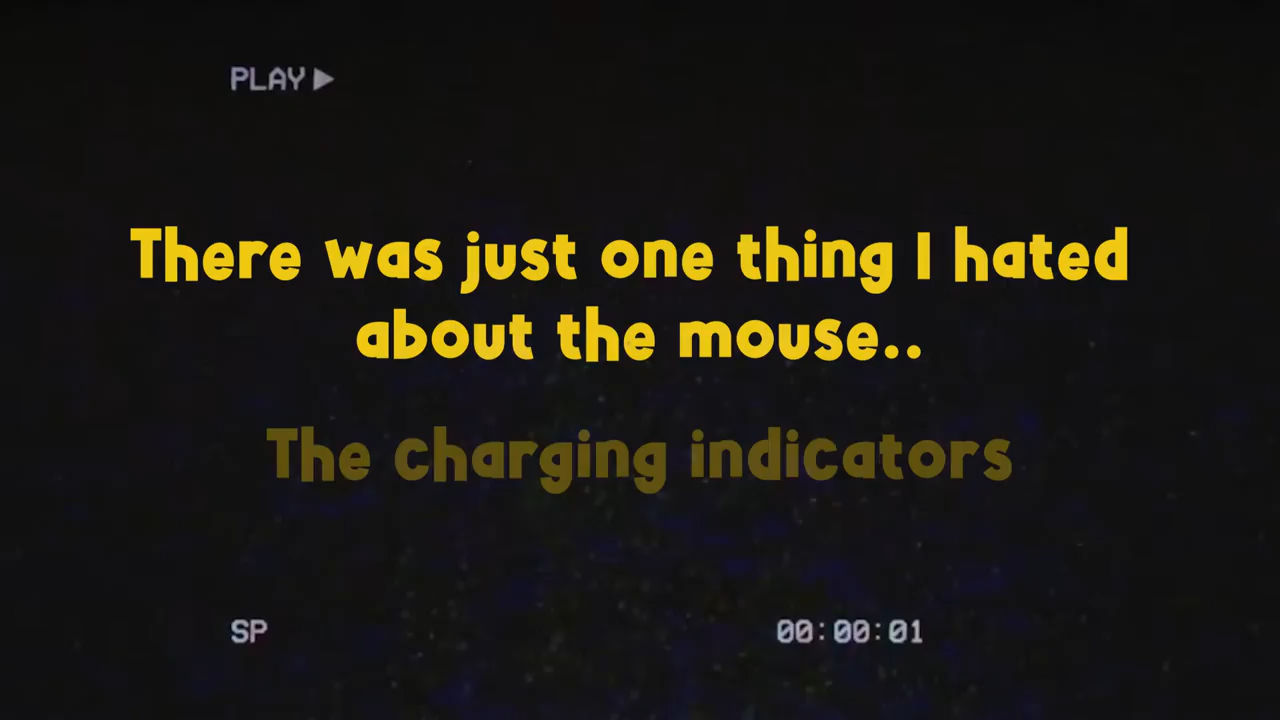 PLAY ▶
There was just one thing I hated
about the mouse..
The charging indicators
SP
00:00:01